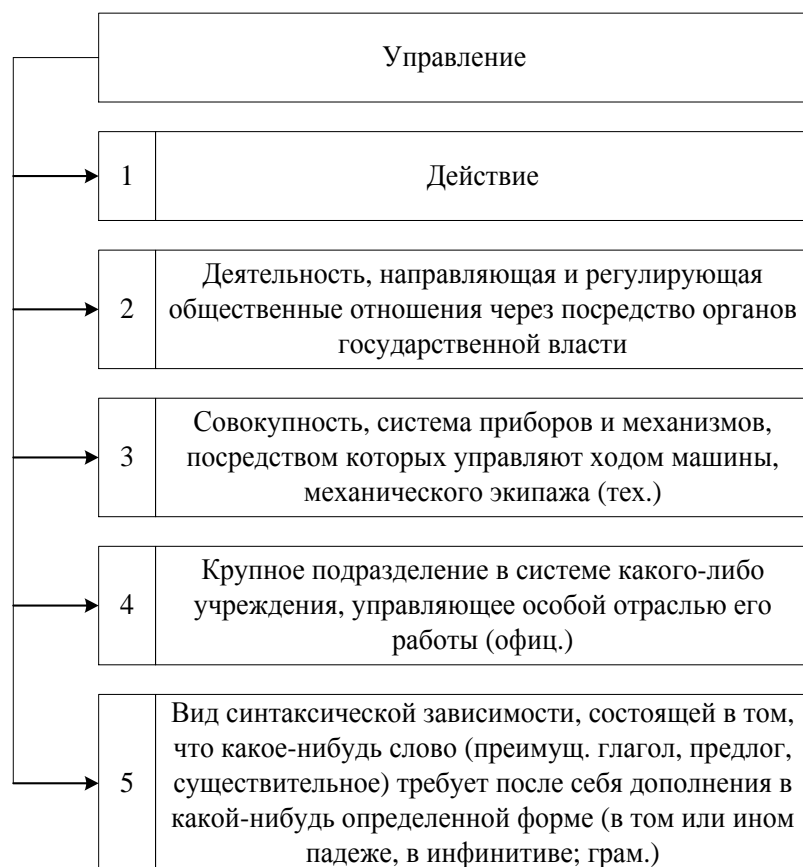 Управление
1 Действие
Деятельность, направляющая и регулирующая
2 общественные отношения через посредство органов
государственной власти
Совокупность, система приборов и механизмов,
3 посредством которых управляют ходом машины,
механического экипажа (тех.)
Крупное подразделение в системе какого-либо
4 учреждения, управляющее особой отраслью его
работы (офиц.)
Вид синтаксической зависимости, состоящей в том,
что какое-нибудь слово (преимущ. глагол, предлог,
5 существительное) требует после себя дополнения в
какой-нибудь определенной форме (в том или ином
падеже, в инфинитиве; грам.)